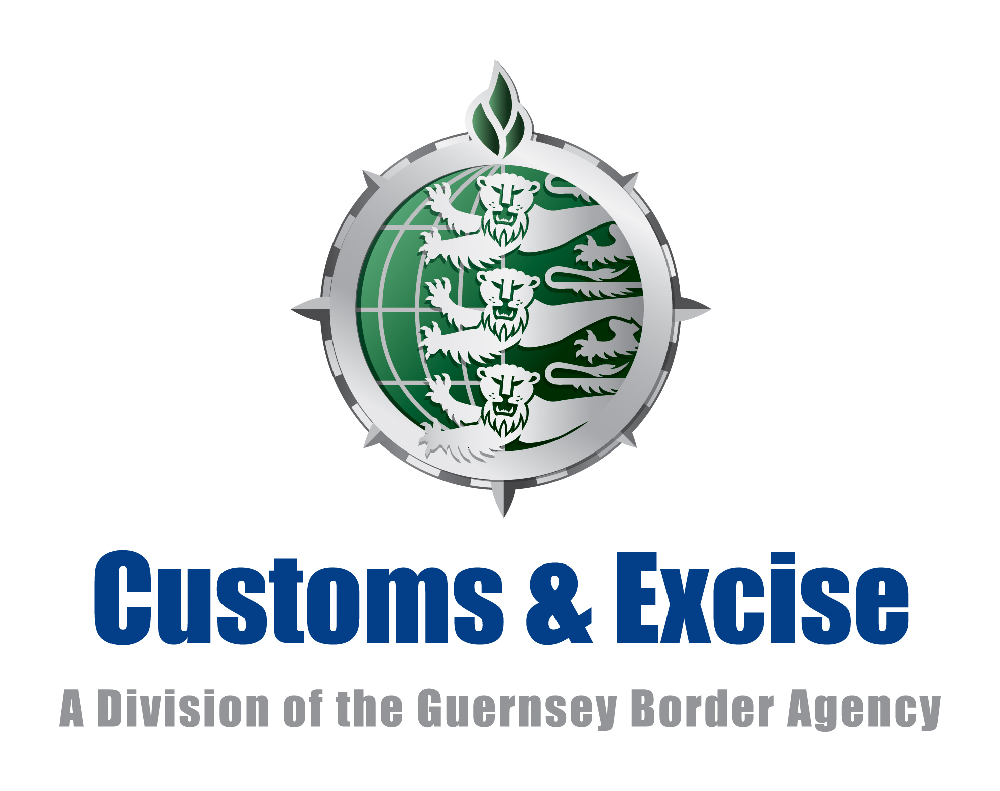 Customs & Excise
A Division of the Guernsey Border Agency